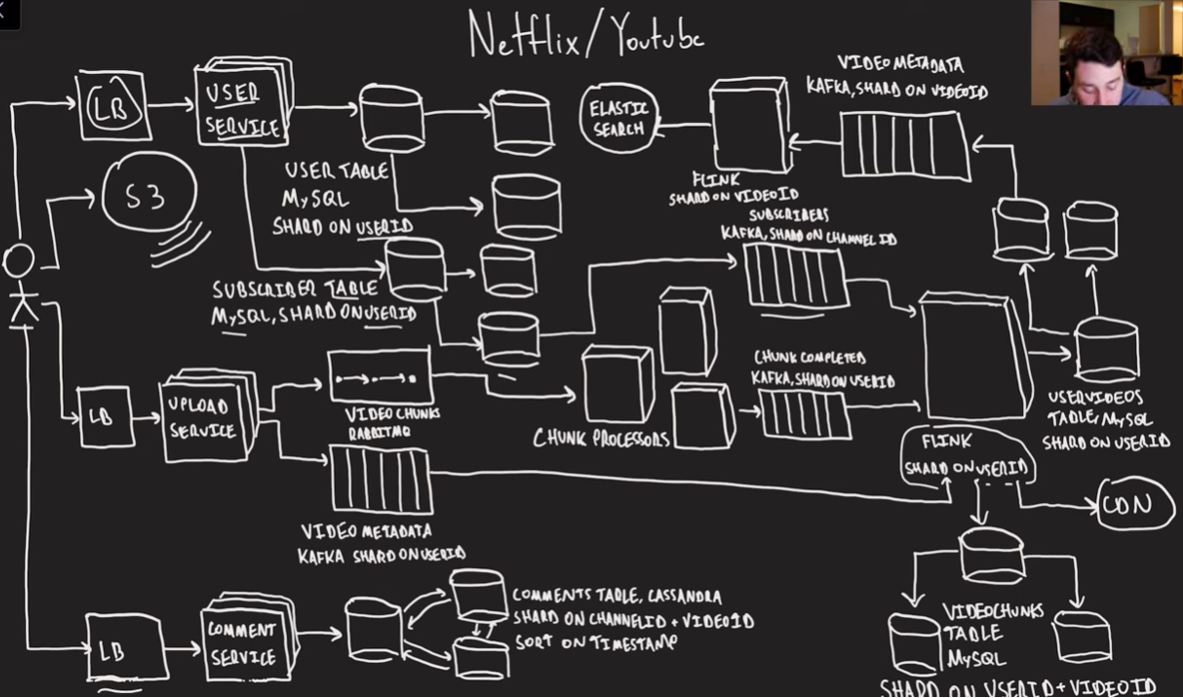 Netflix/Youtube
LB
USER
SERVICE
S3
USER TABLE
MySQL
SHARD ON USERID
SUBSCRIBER TABLE
MySQL, SHARD ON USERID
ELASTIC
SEARCH
FLINK
SHARD ON VIDEOID
VIDEO METADATA
KAFKA, SHARD ON VIDEOID
SUBSCRIBERS
KAFKA, SHARD ON CHANNEL ID
LB
UPLOAD
SERVICE
VIDEO CHUNKS
RABBITMQ
CHUNK PROCESSORS
CHUNK COMPLETED
KAFKA, SHARD ON USERID
USERVIDEOS
TABLE, MySQL
SHARD ON USERID
FLINK
SHARD ON USERID
CDN
VIDEO METADATA
KAFKA SHARD ON USERID
LB
COMMENT
SERVICE
COMMENTS TABLE, CASSANDRA
SHARD ON CHANNELID + VIDEOID
SORT ON TIMESTAMP
VIDEOCHUNKS
TABLE
MySQL
SHARD ON USERID + VIDEOID